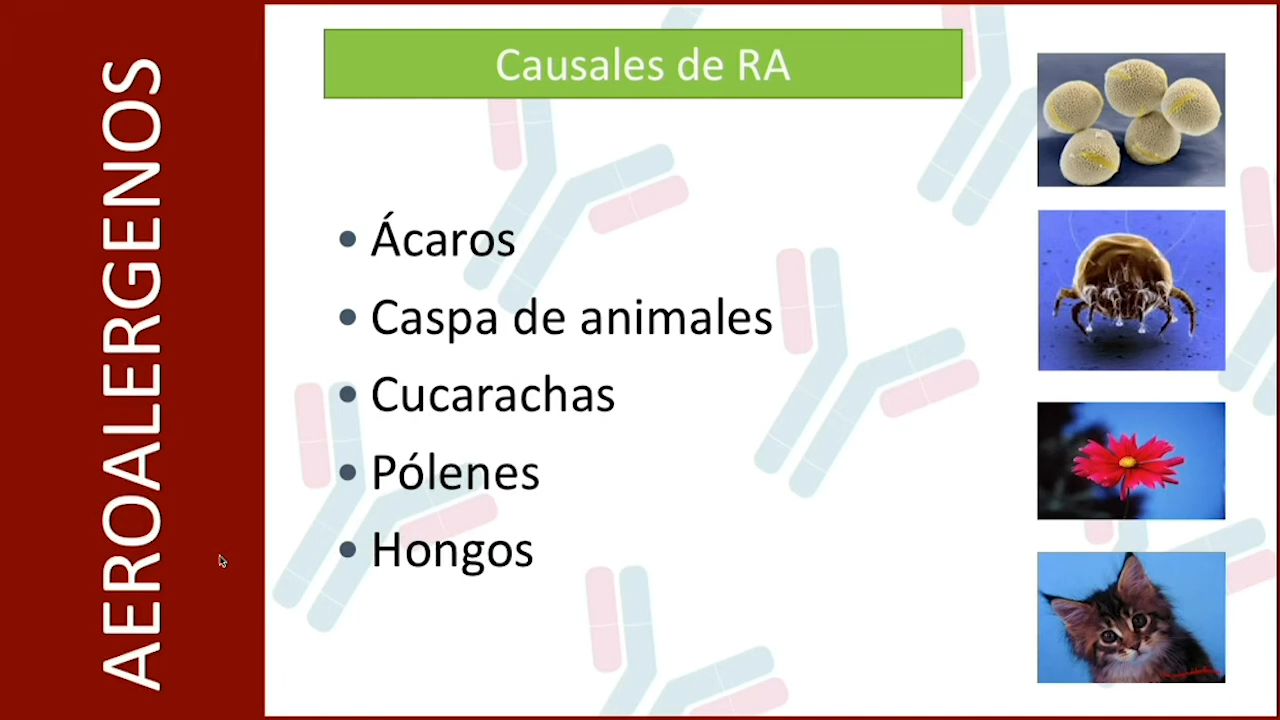 AEROALERGENOS
Causales de RA
• Ácaros
• Caspa de animales
• Cucarachas
• Pólenes
• Hongos